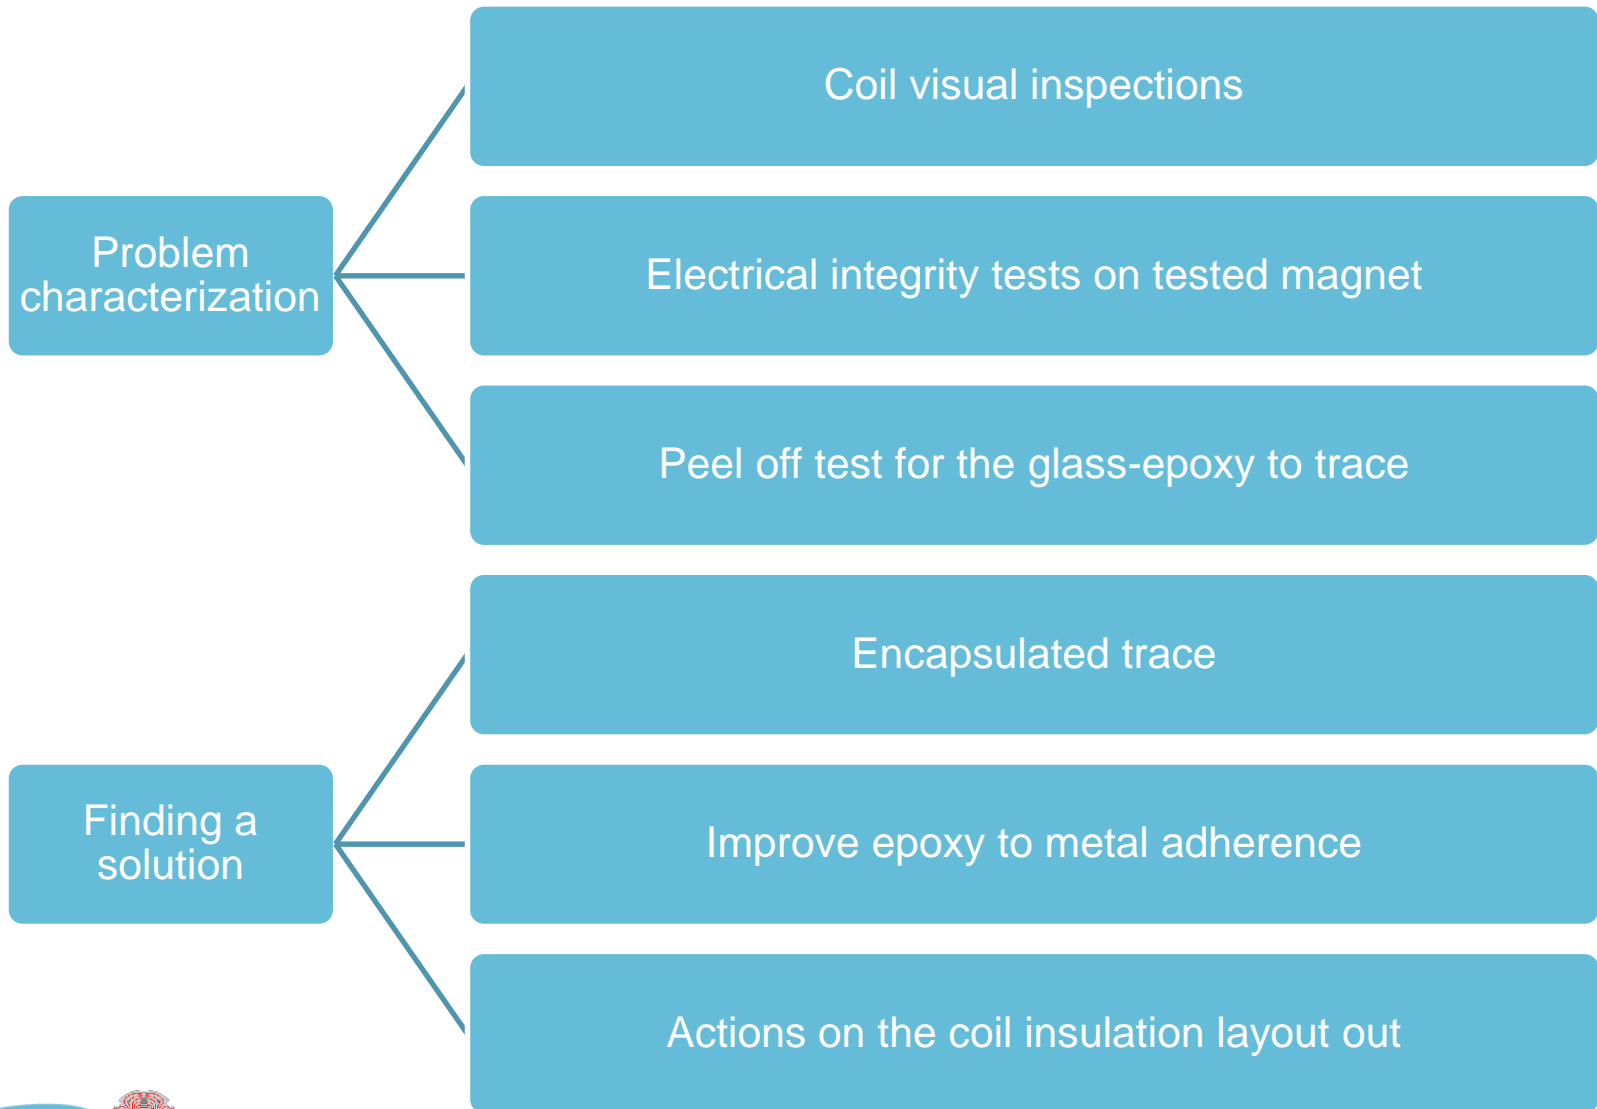 Coil visual inspections
Problem
characterization
Electrical integrity tests on tested magnet
Peel off test for the glass-epoxy to trace
Encapsulated trace
Finding a
solution
Improve epoxy to metal adherence
Actions on the coil insulation layout out